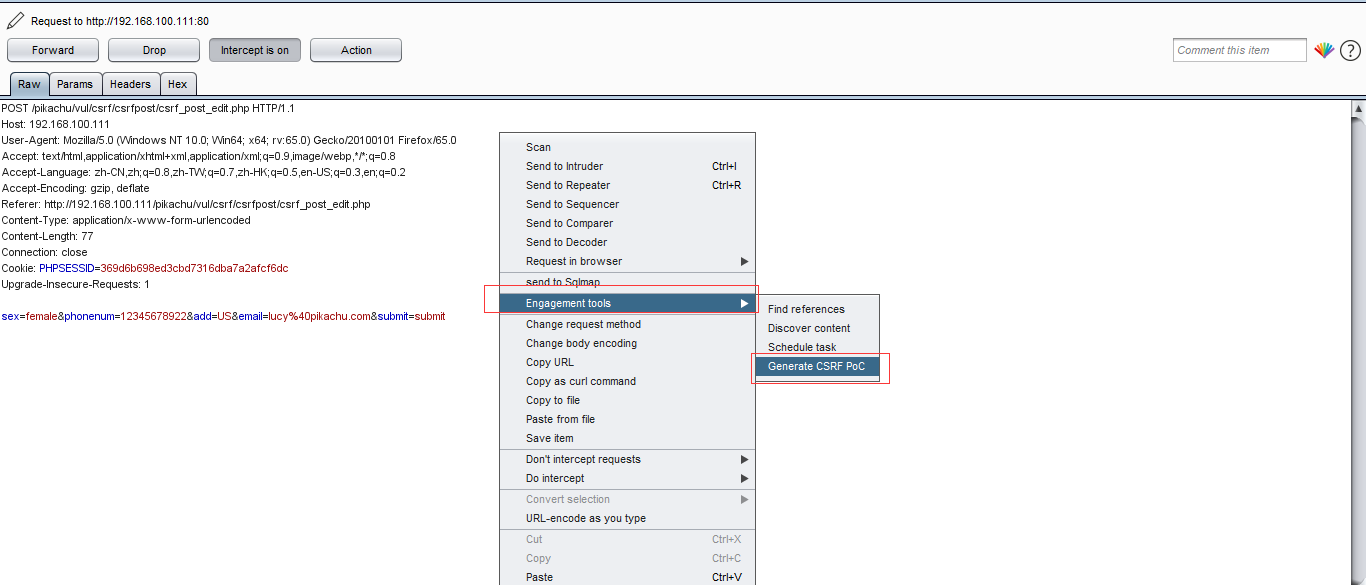 Request to http://192.168.100.111:80
Forward
Drop
Intercept is on
Action
Comment this item
?
Raw
Params
Headers
Hex
POST /pikachu/vul/csrf/csrfpost/csrf_post_edit.php HTTP/1.1
Host: 192.168.100.111
User-Agent: Mozilla/5.0 (Windows NT 10.0; Win64; x64; rv:65.0) Gecko/20100101 Firefox/65.0
Accept: text/html,application/xhtml+xml,application/xml;q=0.9,image/webp,*/*;q=0.8
Accept-Language: zh-CN,zh;q=0.8,zh-TW;q=0.7,zh-HK;q=0.5,en-US;q=0.3,en;q=0.2
Accept-Encoding: gzip, deflate
Referer: http://192.168.100.111/pikachu/vul/csrf/csrfpost/csrf_post_edit.php
Content-Type: application/x-www-form-urlencoded
Content-Length: 77
Connection: close
Cookie: PHPSESSID=369d6b698ed3cbd7316dba7a2afcf6dc
Upgrade-Insecure-Requests: 1
sex=female&phonenum=12345678922&add=US&email=lucy%40pikachu.com&submit=submit
Scan
Send to Intruder Ctrl+I
Send to Repeater Ctrl+R
Send to Sequencer
Send to Comparer
Send to Decoder
Request in browser
send to Sqlmap
Engagement tools
Change request method
Change body encoding
Copy URL
Copy as curl command
Copy to file
Paste from file
Save item
Don't intercept requests
Do intercept
Convert selection
URL-encode as you type
Cut Ctrl+X
Copy Ctrl+C
Paste Ctrl+V
Find references
Discover content
Schedule task
Generate CSRF PoC